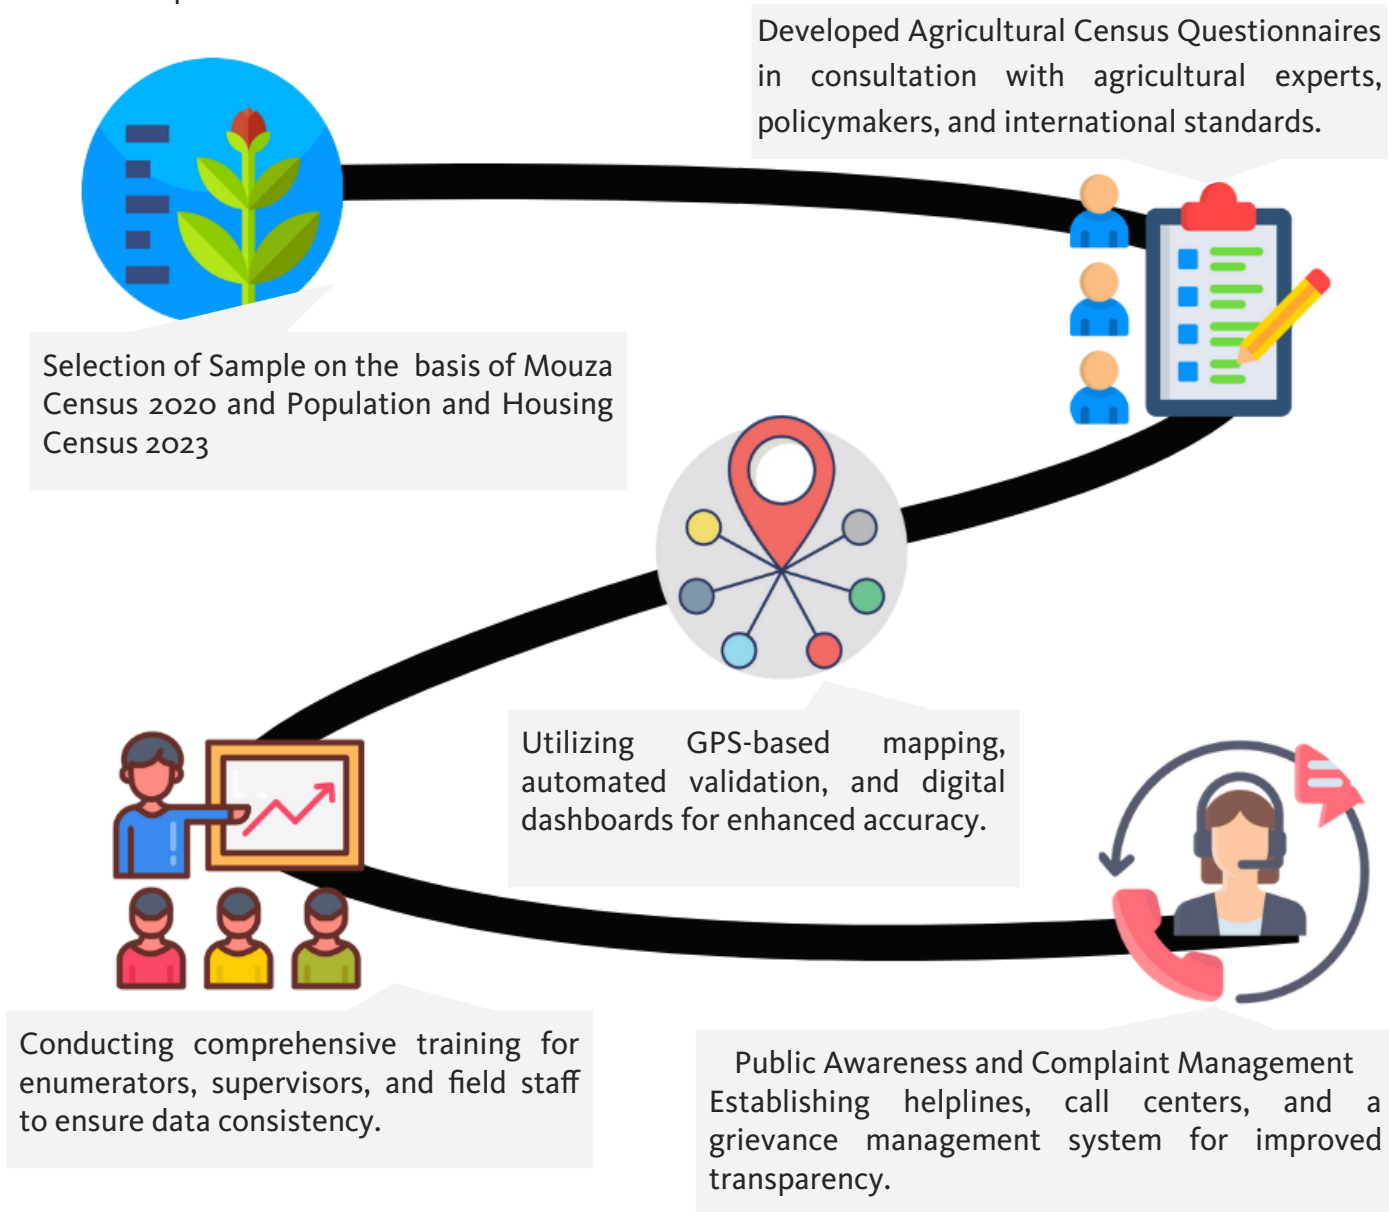 Developed Agricultural Census Questionnaires
in consultation with agricultural experts,
policymakers, and international standards.
Selection of Sample on the basis of Mouza
Census 2020 and Population and Housing
Census 2023
Utilizing GPS-based mapping,
automated validation, and digital
dashboards for enhanced accuracy.
Conducting comprehensive training for
enumerators, supervisors, and field staff
to ensure data consistency.
Public Awareness and Complaint Management
Establishing helplines, call centers, and a
grievance management system for improved
transparency.